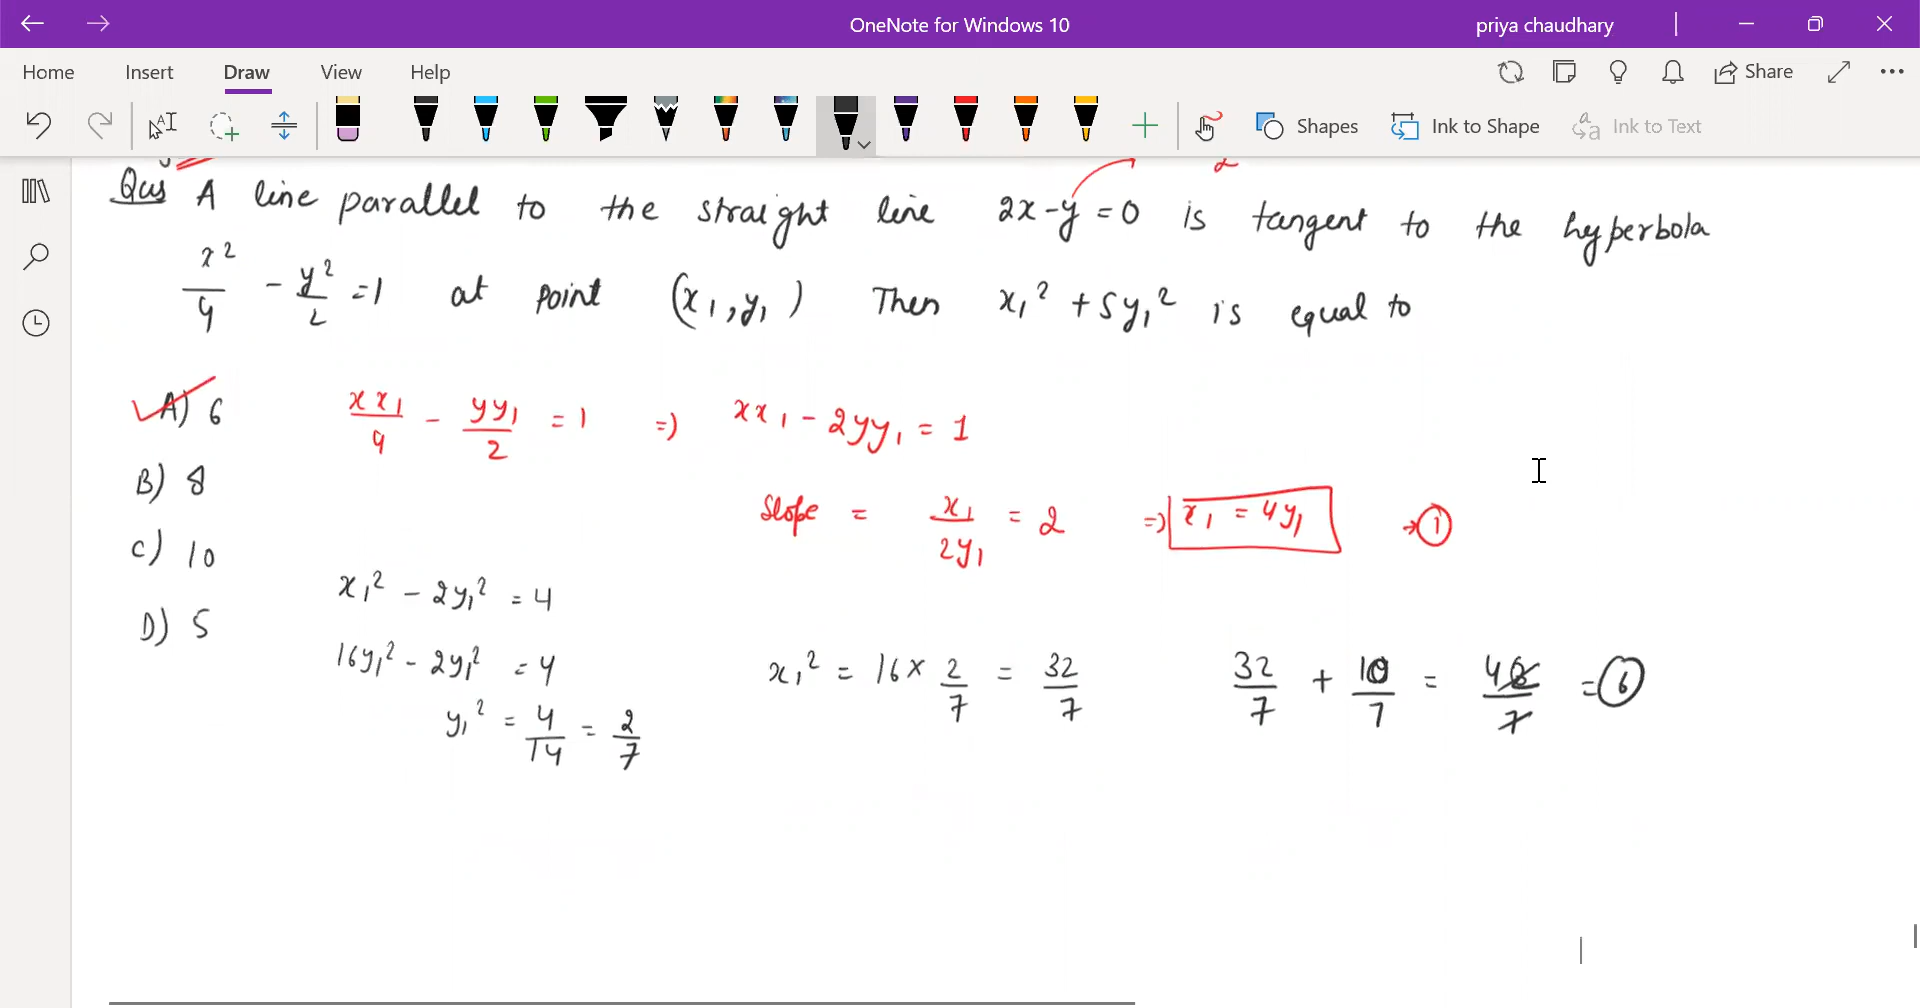 OneNote for Windows 10
priya chaudhary
Home Insert Draw View Help
Share
Shapes Ink to Shape Ink to Text
2
Qus A line parallel to the straight line 2x-y=0 is tangent to the hyperbola
x²/4 - y²/2 =1 at point (x₁,y₁) Then x₁² + 5y₁² is equal to
A) 6
xx₁/4 - yy₁/2 = 1 => xx₁ - 2yy₁ = 1
B) 8
Slope = x₁/2y₁ = 2 => x₁ = 4y₁ → 1
C) 10
x₁² - 2y₁² = 4
D) 5
16y₁² - 2y₁² = 4
x₁² = 16 × 2/7 = 32/7
32/7 + 10/7 = 42/7 = 6
y₁² = 4/14 = 2/7